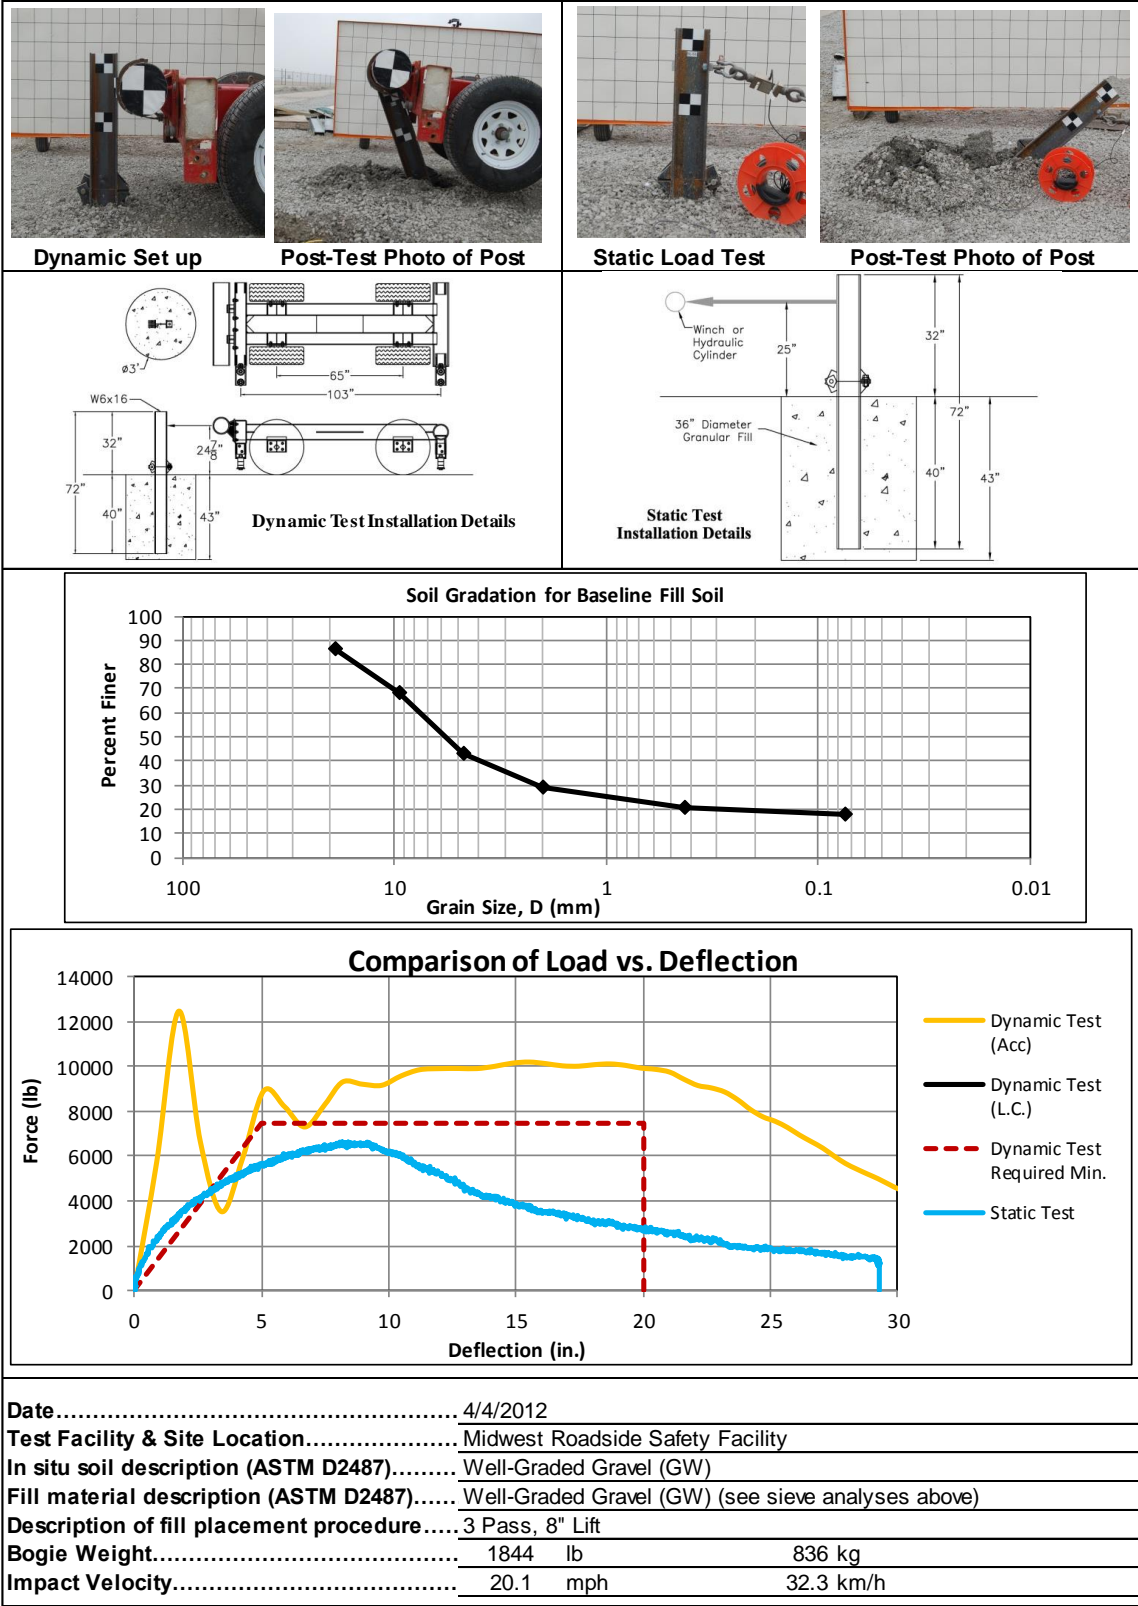 Dynamic Set up
Post-Test Photo of Post
Static Load Test
Post-Test Photo of Post
ø3'
65"
103"
W6x16
32"
24 7/8"
72"
40"
43"
Dynamic Test Installation Details
Winch or
Hydraulic
Cylinder
25"
32"
72"
36" Diameter
Granular Fill
40"
43"
Static Test
Installation Details
Soil Gradation for Baseline Fill Soil
Percent Finer
100
90
80
70
60
50
40
30
20
10
0
100 10 1 0.1 0.01
Grain Size, D (mm)
Comparison of Load vs. Deflection
Force (lb)
14000
12000
10000
8000
6000
4000
2000
0
0 5 10 15 20 25 30
Deflection (in.)
Dynamic Test
(Acc)
Dynamic Test
(L.C.)
Dynamic Test
Required Min.
Static Test
Date.................................................... 4/4/2012
Test Facility & Site Location................... Midwest Roadside Safety Facility
In situ soil description (ASTM D2487)......... Well-Graded Gravel (GW)
Fill material description (ASTM D2487)...... Well-Graded Gravel (GW) (see sieve analyses above)
Description of fill placement procedure..... 3 Pass, 8" Lift
Bogie Weight....................................... 1844 lb 836 kg
Impact Velocity.................................... 20.1 mph 32.3 km/h